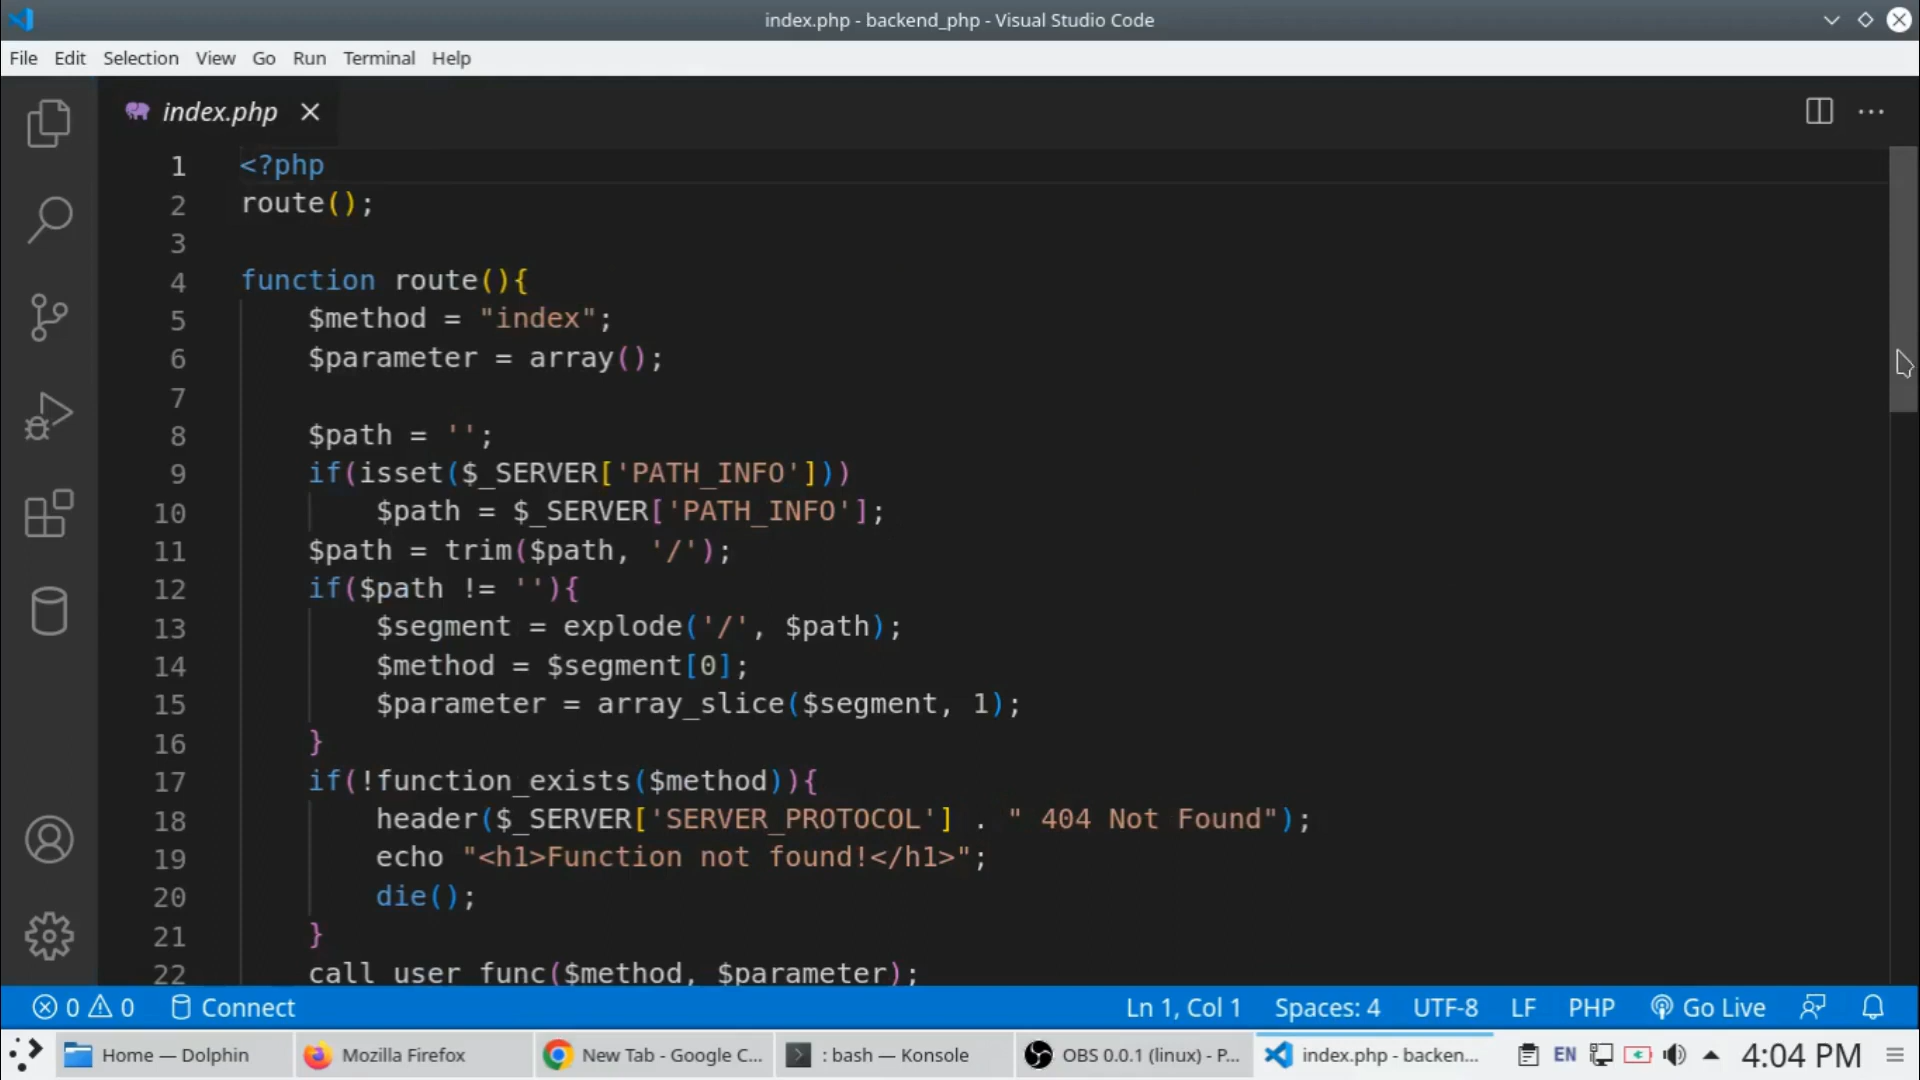 index.php - backend_php - Visual Studio Code
File Edit Selection View Go Run Terminal Help
index.php
1 <?php
2 route();
3
4 function route(){
5 $method = "index";
6 $parameter = array();
7
8 $path = '';
9 if(isset($_SERVER['PATH_INFO']))
10 $path = $_SERVER['PATH_INFO'];
11 $path = trim($path, '/');
12 if($path != ''){
13 $segment = explode('/', $path);
14 $method = $segment[0];
15 $parameter = array_slice($segment, 1);
16 }
17 if(!function_exists($method)){
18 header($_SERVER['SERVER_PROTOCOL'] . " 404 Not Found");
19 echo "<h1>Function not found!</h1>";
20 die();
21 }
22 call_user_func($method, $parameter);
0 0 Connect Ln 1, Col 1 Spaces: 4 UTF-8 LF PHP Go Live
Home — Dolphin Mozilla Firefox New Tab - Google C... : bash — Konsole OBS 0.0.1 (linux) - P... index.php - backen... EN 4:04 PM